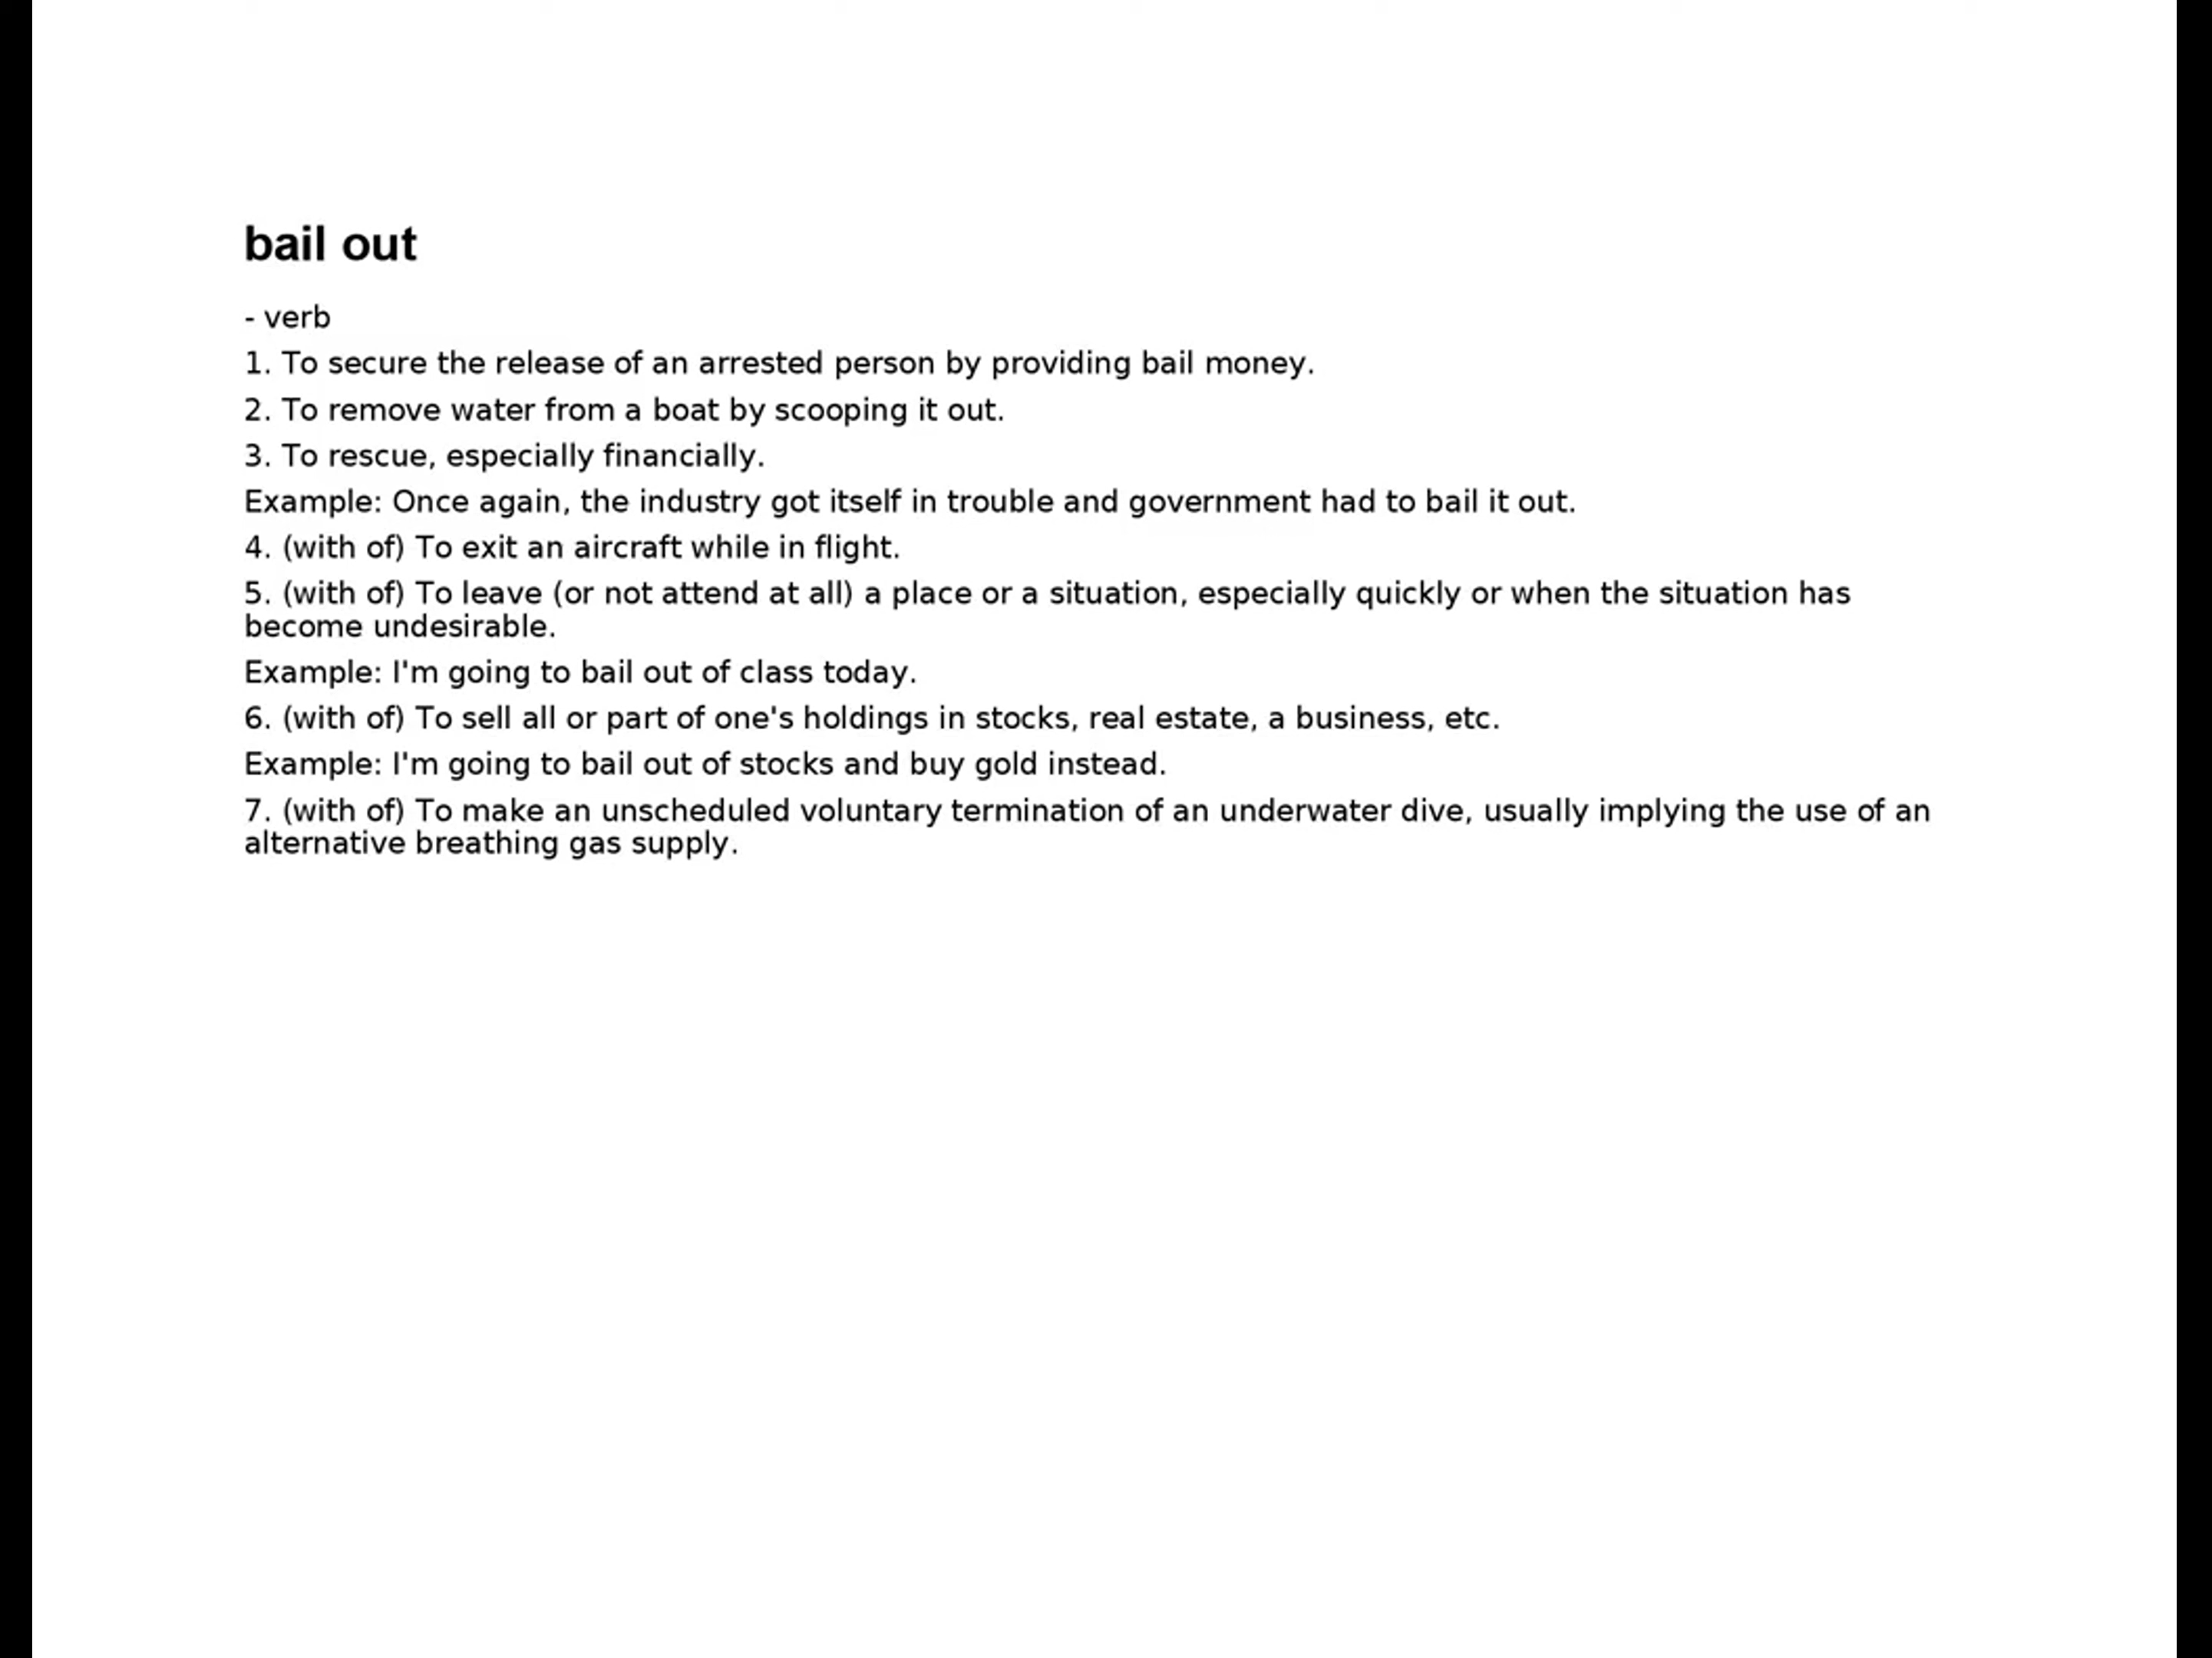 bail out
- verb
1. To secure the release of an arrested person by providing bail money.
2. To remove water from a boat by scooping it out.
3. To rescue, especially financially.
Example: Once again, the industry got itself in trouble and government had to bail it out.
4. (with of) To exit an aircraft while in flight.
5. (with of) To leave (or not attend at all) a place or a situation, especially quickly or when the situation has
become undesirable.
Example: I'm going to bail out of class today.
6. (with of) To sell all or part of one's holdings in stocks, real estate, a business, etc.
Example: I'm going to bail out of stocks and buy gold instead.
7. (with of) To make an unscheduled voluntary termination of an underwater dive, usually implying the use of an
alternative breathing gas supply.